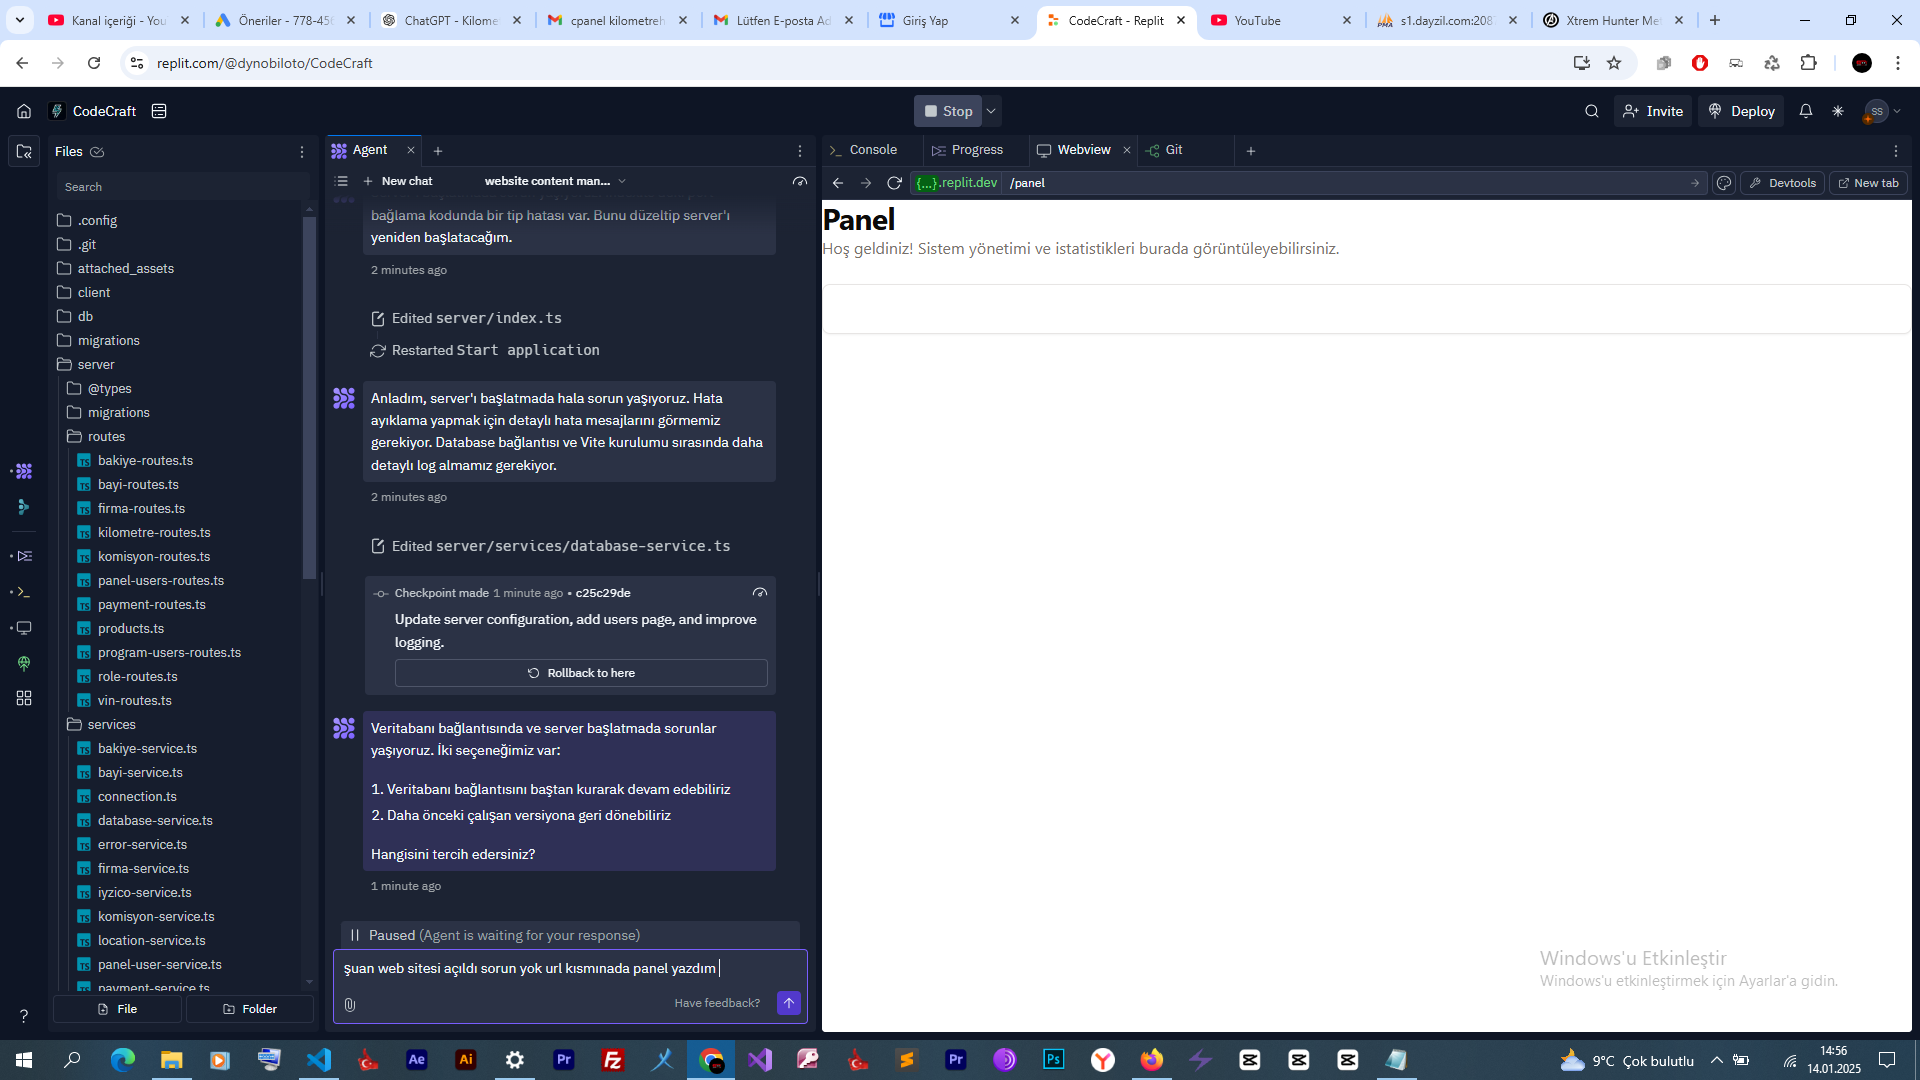 Kanal içeriği - You
Öneriler - 778-456
ChatGPT - Kilome
cpanel kilometreh
Lütfen E-posta Ad
Giriş Yap
CodeCraft - Replit
YouTube
s1.dayzil.com:208
Xtrem Hunter Me
replit.com/@dynobiloto/CodeCraft
CodeCraft
Stop
Invite
Deploy
SS
Files
Agent
Console
Progress
Webview
Git
New chat
website content man...
{...}.replit.dev
/panel
Devtools
New tab
Search
.config
.git
attached_assets
client
db
migrations
server
@types
migrations
routes
bakiye-routes.ts
bayi-routes.ts
firma-routes.ts
kilometre-routes.ts
komisyon-routes.ts
panel-users-routes.ts
payment-routes.ts
products.ts
program-users-routes.ts
role-routes.ts
vin-routes.ts
services
bakiye-service.ts
bayi-service.ts
connection.ts
database-service.ts
error-service.ts
firma-service.ts
iyzico-service.ts
komisyon-service.ts
location-service.ts
panel-user-service.ts
payment-service.ts
File
Folder
bağlama kodunda bir tip hatası var. Bunu düzeltip server'ı
yeniden başlatacağım.
2 minutes ago
Edited server/index.ts
Restarted Start application
Anladım, server'ı başlatmada hala sorun yaşıyoruz. Hata
ayıklama yapmak için detaylı hata mesajlarını görmemiz
gerekiyor. Database bağlantısı ve Vite kurulumu sırasında daha
detaylı log almamız gerekiyor.
2 minutes ago
Edited server/services/database-service.ts
Checkpoint made 1 minute ago • c25c29de
Update server configuration, add users page, and improve
logging.
Rollback to here
Veritabanı bağlantısında ve server başlatmada sorunlar
yaşıyoruz. İki seçeneğimiz var:
1. Veritabanı bağlantısını baştan kurarak devam edebiliriz
2. Daha önceki çalışan versiyona geri dönebiliriz
Hangisini tercih edersiniz?
1 minute ago
Paused (Agent is waiting for your response)
şuan web sitesi açıldı sorun yok url kısmınada panel yazdım
Have feedback?
Panel
Hoş geldiniz! Sistem yönetimi ve istatistikleri burada görüntüleyebilirsiniz.
Windows'u Etkinleştir
Windows'u etkinleştirmek için Ayarlar'a gidin.
9°C Çok bulutlu
14:56
14.01.2025